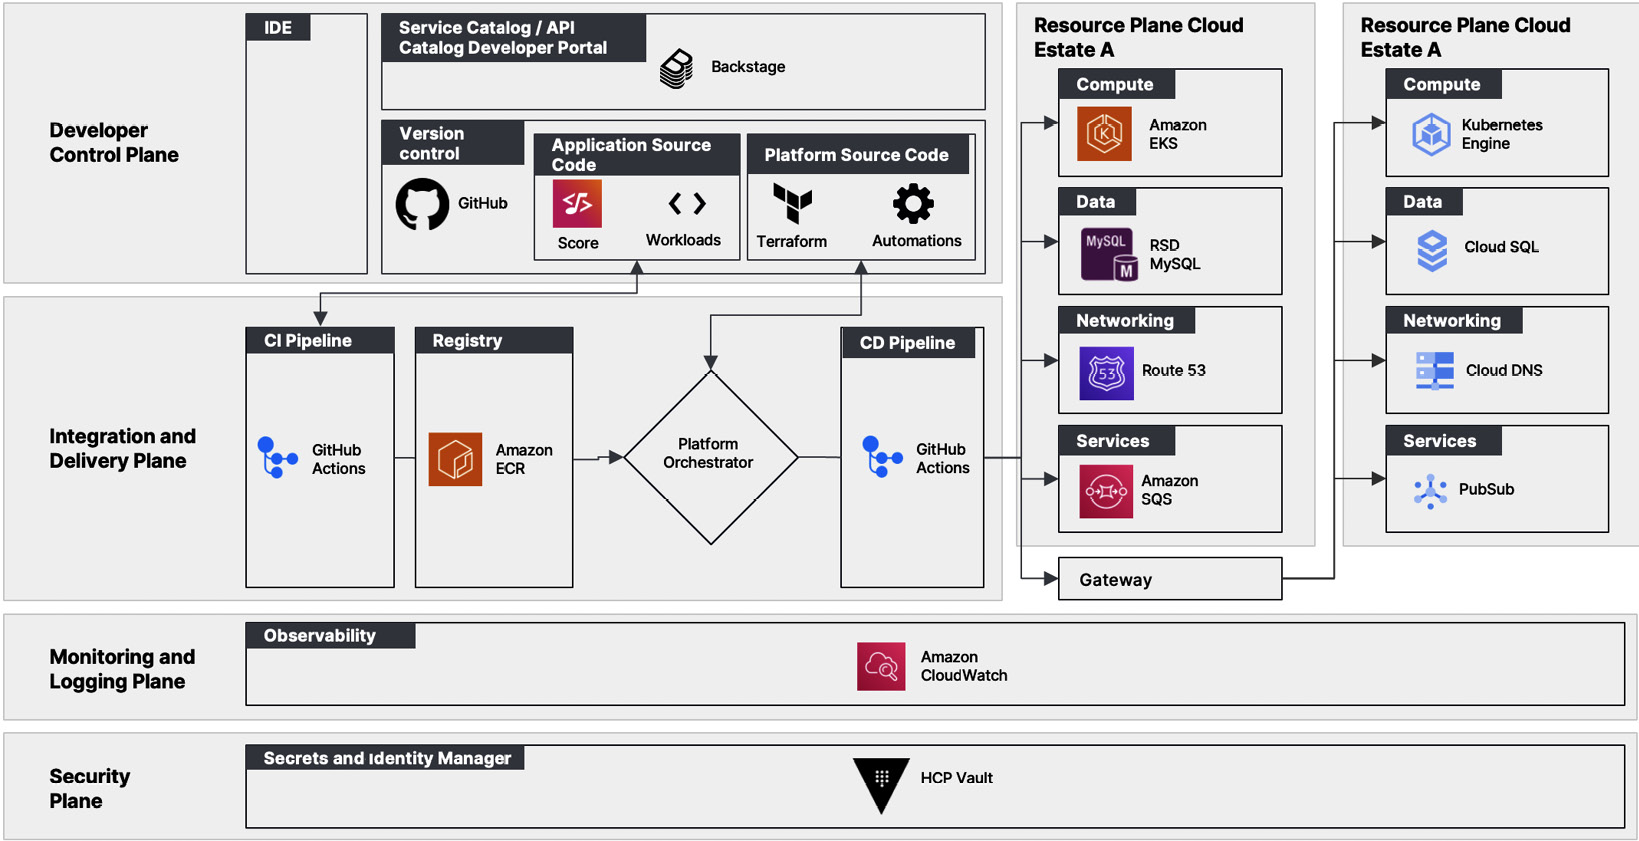 Developer
Control Plane
IDE
Service Catalog / API
Catalog Developer Portal
Backstage
Version
control
GitHub
Application Source
Code
Score
Workloads
Platform Source Code
Terraform
Automations
Integration and
Delivery Plane
CI Pipeline
GitHub
Actions
Registry
Amazon
ECR
Platform
Orchestrator
CD Pipeline
GitHub
Actions
Resource Plane Cloud
Estate A
Compute
K
Amazon
EKS
Data
MySQL
M
RSD
MySQL
Networking
53
Route 53
Services
Amazon
SQS
Gateway
Resource Plane Cloud
Estate A
Compute
Kubernetes
Engine
Data
Cloud SQL
Networking
Cloud DNS
Services
PubSub
Monitoring and
Logging Plane
Observability
Amazon
CloudWatch
Security
Plane
Secrets and Identity Manager
HCP Vault